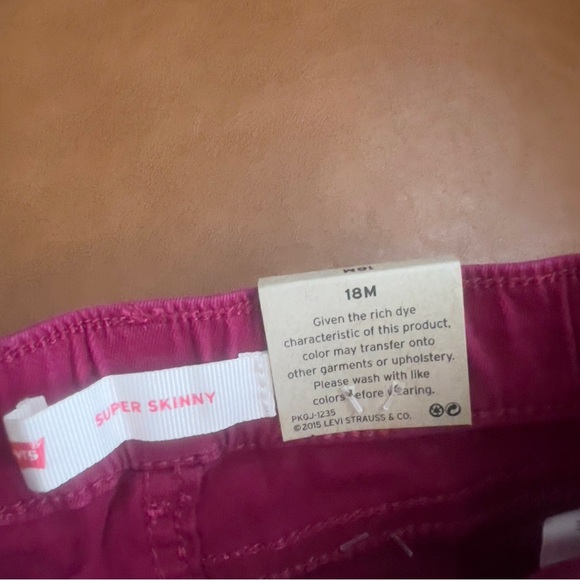 18M
18M
Given the rich dye
characteristic of this product,
color may transfer onto
other garments or upholstery.
Please wash with like
colors before wearing.
PKGJ-1235
©2015 LEVI STRAUSS & CO.
SUPER SKINNY